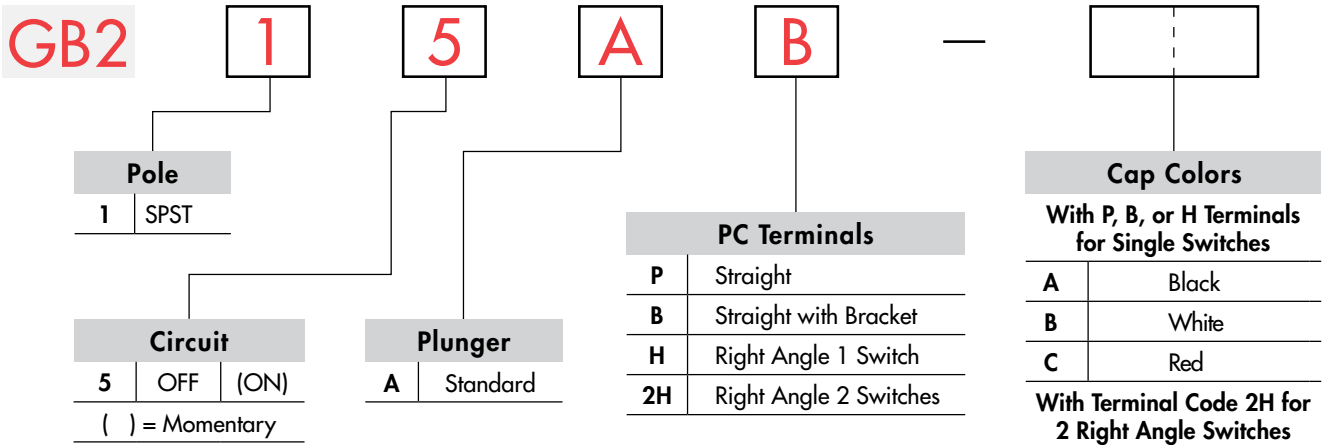 GB2 1 5 A B —
Pole
1 SPST
Circuit
5 OFF (ON)
( ) = Momentary
Plunger
A Standard
PC Terminals
P Straight
B Straight with Bracket
H Right Angle 1 Switch
2H Right Angle 2 Switches
Cap Colors
With P, B, or H Terminals
for Single Switches
A Black
B White
C Red
With Terminal Code 2H for
2 Right Angle Switches